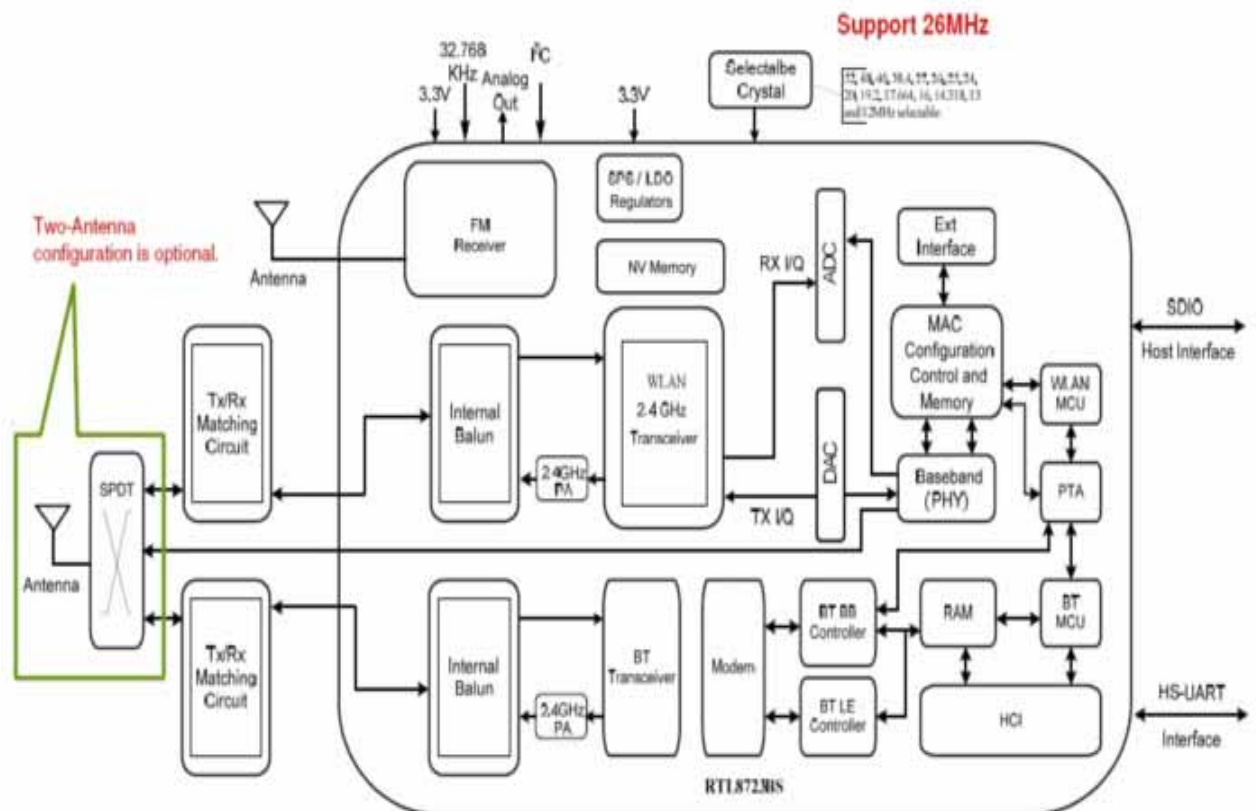 Support 26MHz
32.768
KHz
I²C
Analog
Out
3.3V
3.3V
Selectalbe
Crystal
and 12MHz selectable
Two-Antenna
configuration is optional.
Antenna
FM
Receiver
SPS / LDO
Regulators
NV Memory
RX I/Q
ADC
Ext
Interface
SDIO
Host Interface
Tx/Rx
Matching
Circuit
Internal
Balun
2.4GHz
PA
WLAN
2.4 GHz
Transceiver
MAC
Configuration
Control and
Memory
WLAN
MCU
DAC
TX I/Q
Baseband
(PHY)
PTA
SPDT
Antenna
Tx/Rx
Matching
Circuit
Internal
Balun
2.4GHz
PA
BT
Transceiver
Modem
BT BB
Controller
BT LE
Controller
RAM
BT
MCU
HCI
HS-UART
Interface
RTL8723BS